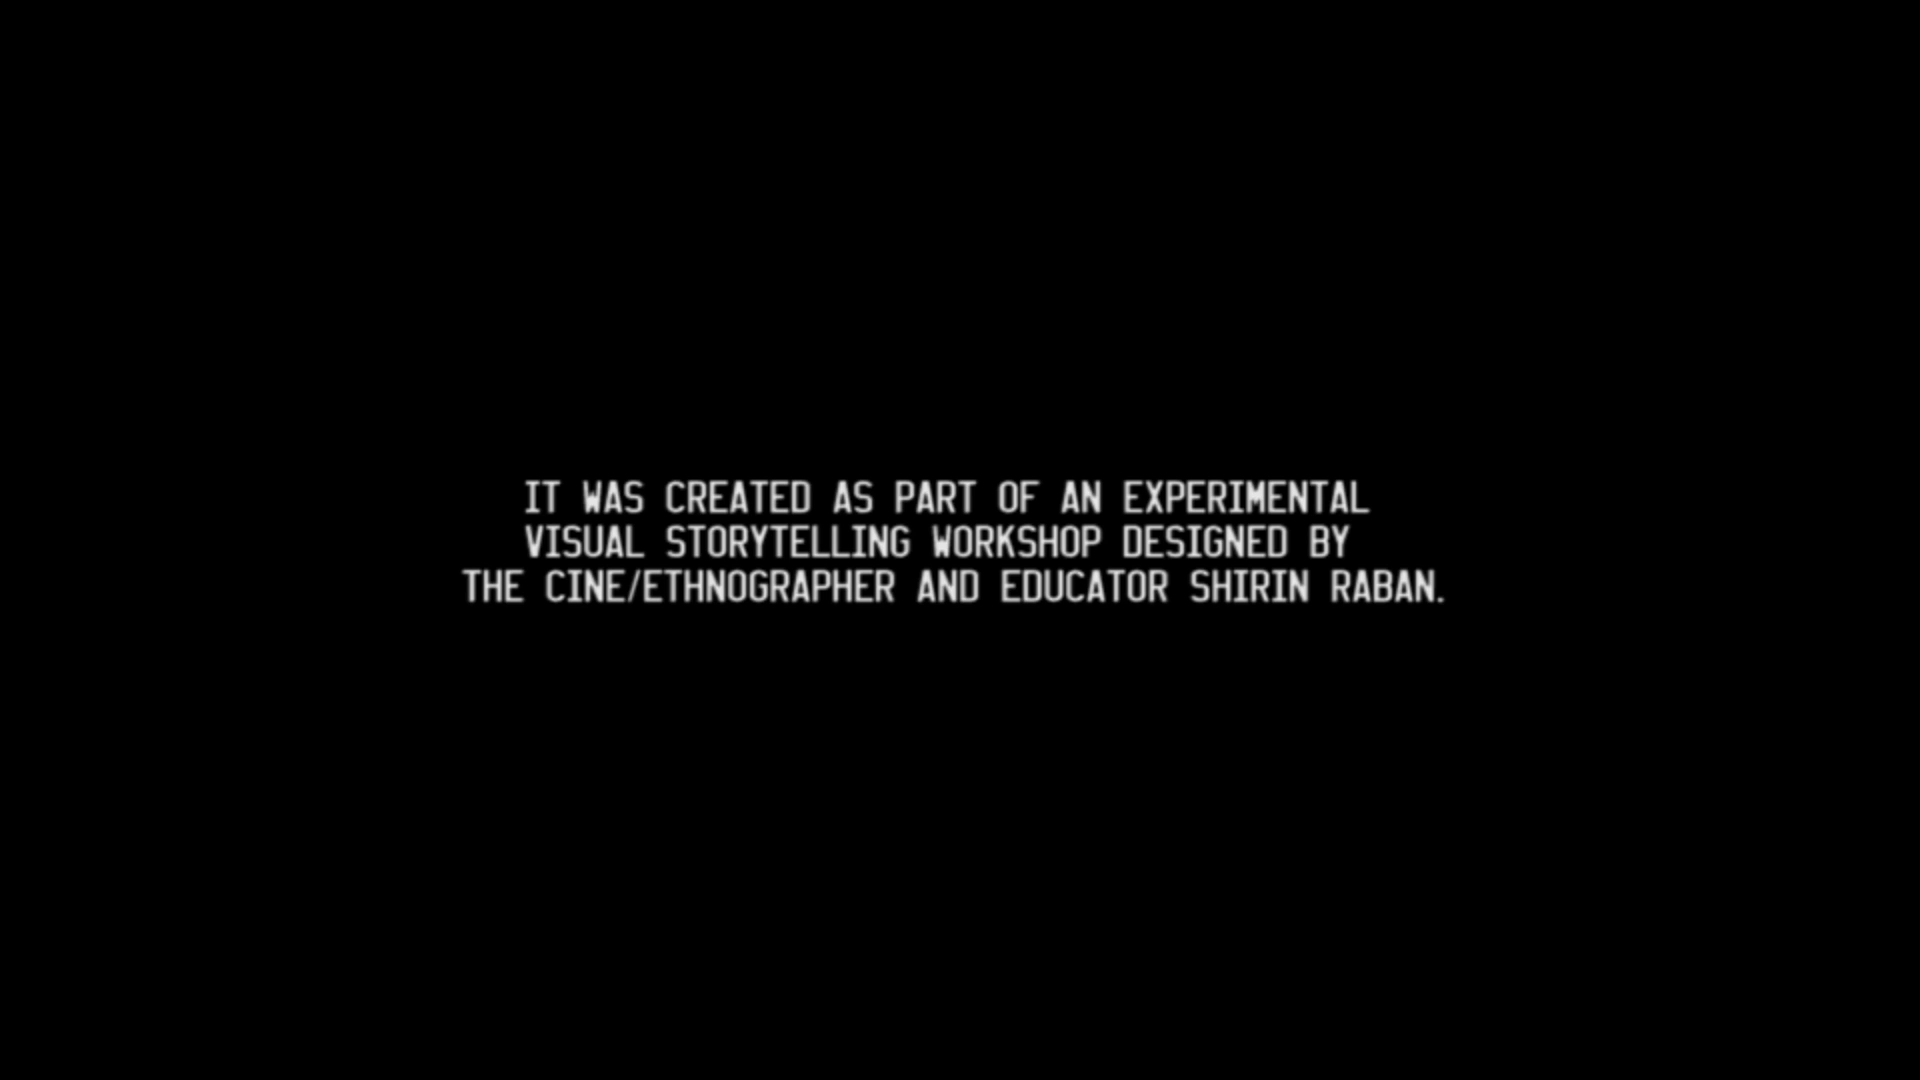 IT WAS CREATED AS PART OF AN EXPERIMENTAL
VISUAL STORYTELLING WORKSHOP DESIGNED BY
THE CINE/ETHNOGRAPHER AND EDUCATOR SHIRIN RABAN.